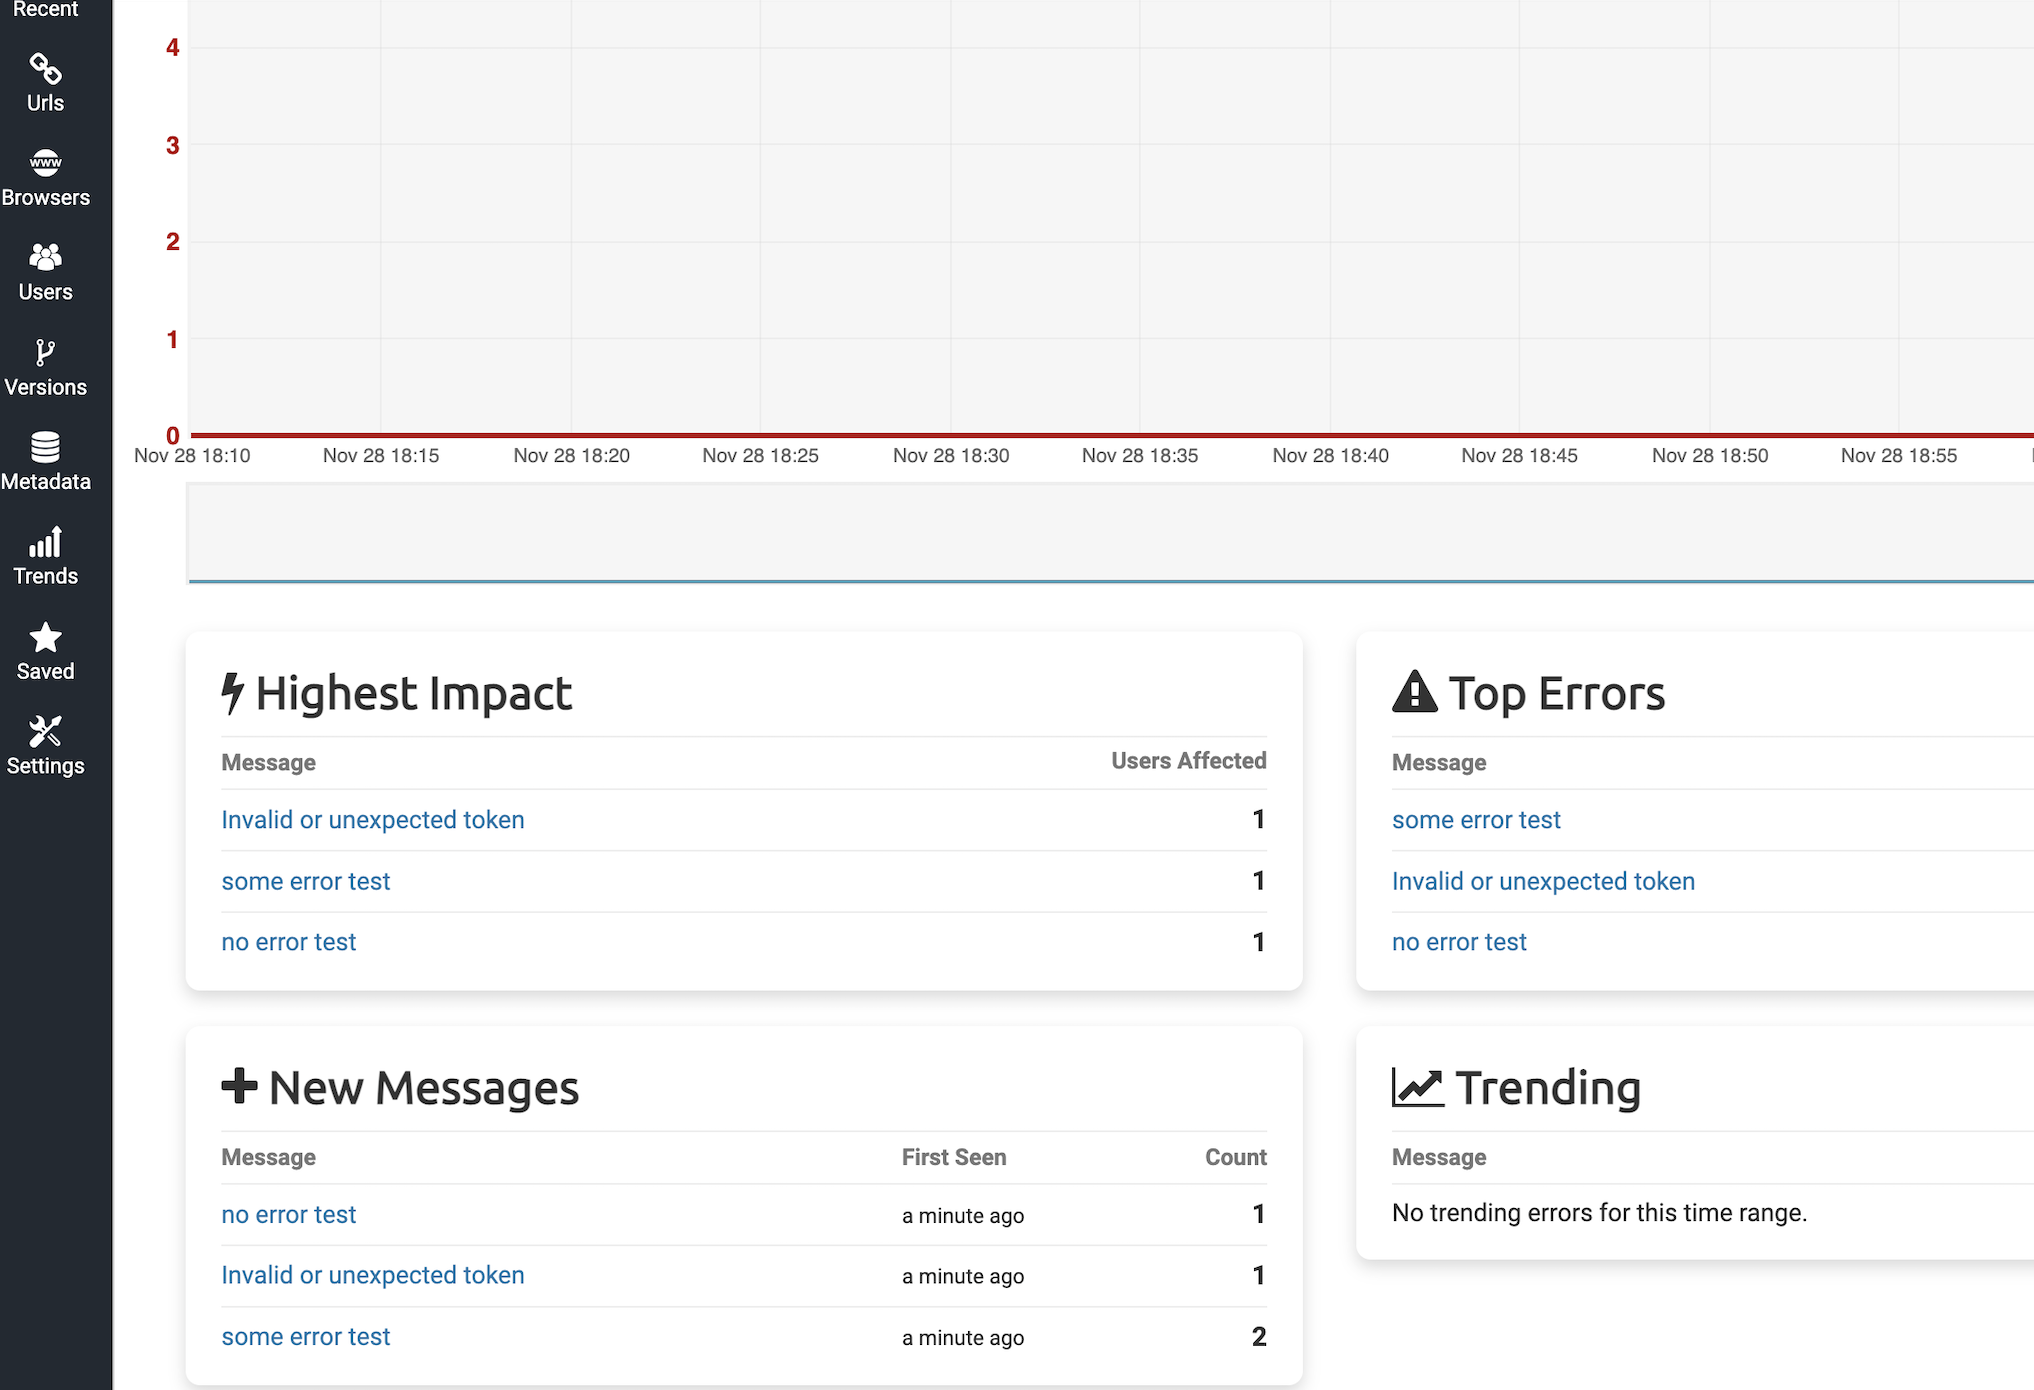 Recent
Urls
www
Browsers
Users
Versions
Metadata
Trends
Saved
Settings
4
3
2
1
0
Nov 28 18:10 Nov 28 18:15 Nov 28 18:20 Nov 28 18:25 Nov 28 18:30 Nov 28 18:35 Nov 28 18:40 Nov 28 18:45 Nov 28 18:50 Nov 28 18:55
Highest Impact
Message Users Affected
Invalid or unexpected token 1
some error test 1
no error test 1
Top Errors
Message
some error test
Invalid or unexpected token
no error test
New Messages
Message First Seen Count
no error test a minute ago 1
Invalid or unexpected token a minute ago 1
some error test a minute ago 2
Trending
Message
No trending errors for this time range.